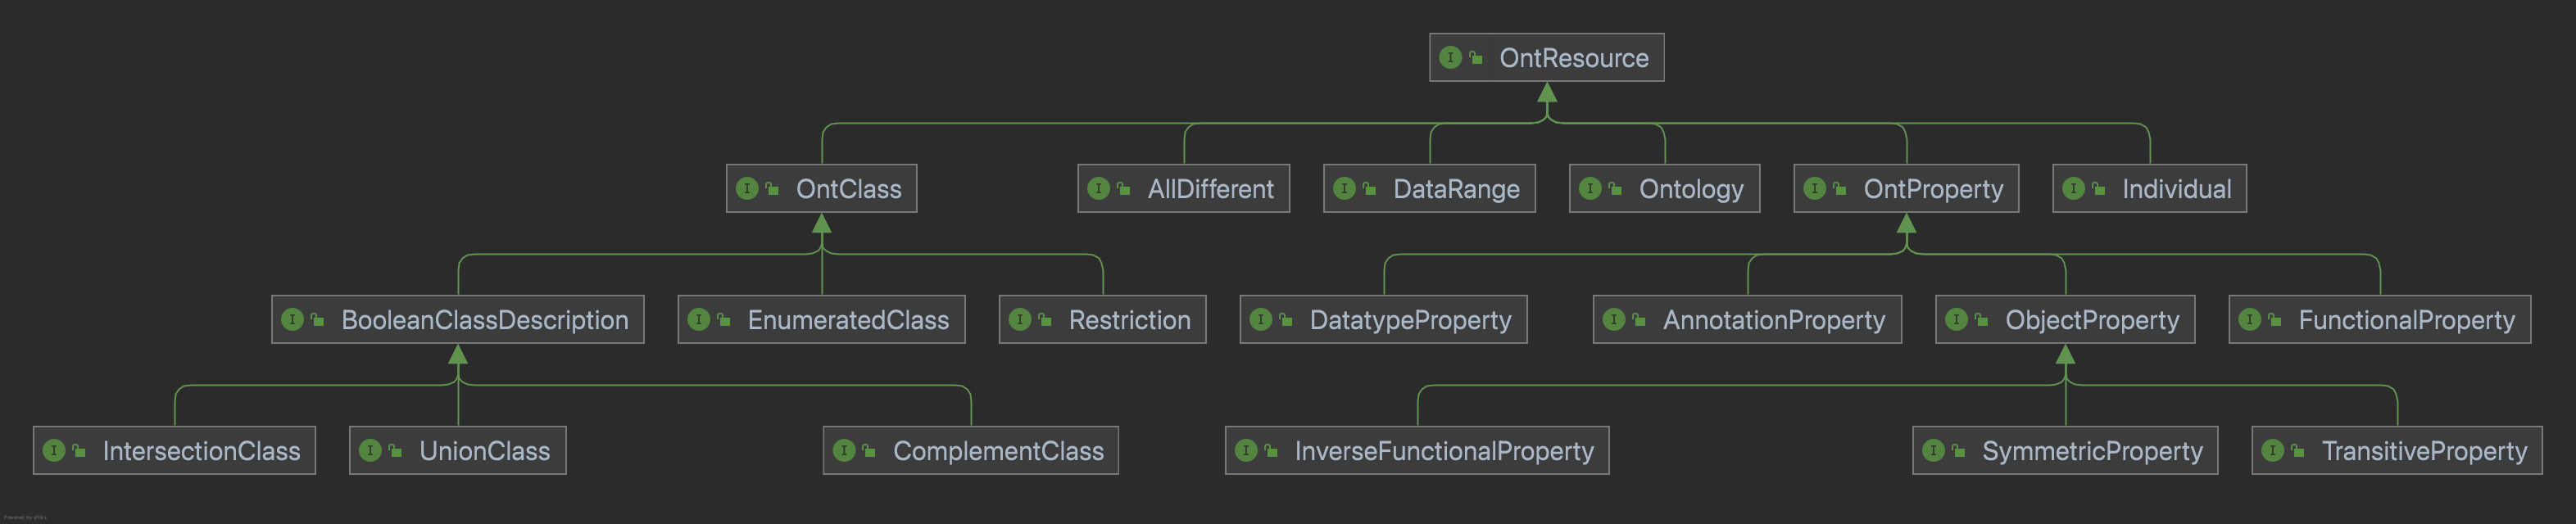 OntResource
OntClass
AllDifferent
DataRange
Ontology
OntProperty
Individual
BooleanClassDescription
EnumeratedClass
Restriction
DatatypeProperty
AnnotationProperty
ObjectProperty
FunctionalProperty
IntersectionClass
UnionClass
ComplementClass
InverseFunctionalProperty
SymmetricProperty
TransitiveProperty
Powered by yFiles